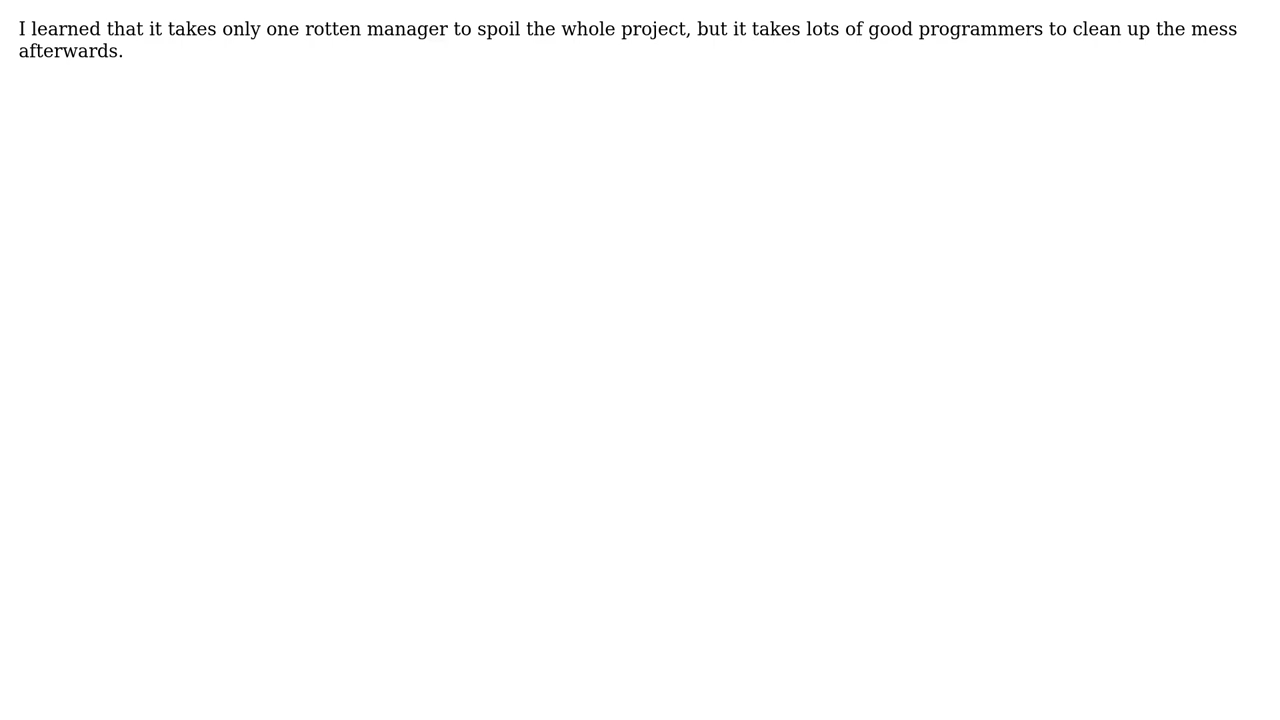 I learned that it takes only one rotten manager to spoil the whole project, but it takes lots of good programmers to clean up the mess
afterwards.